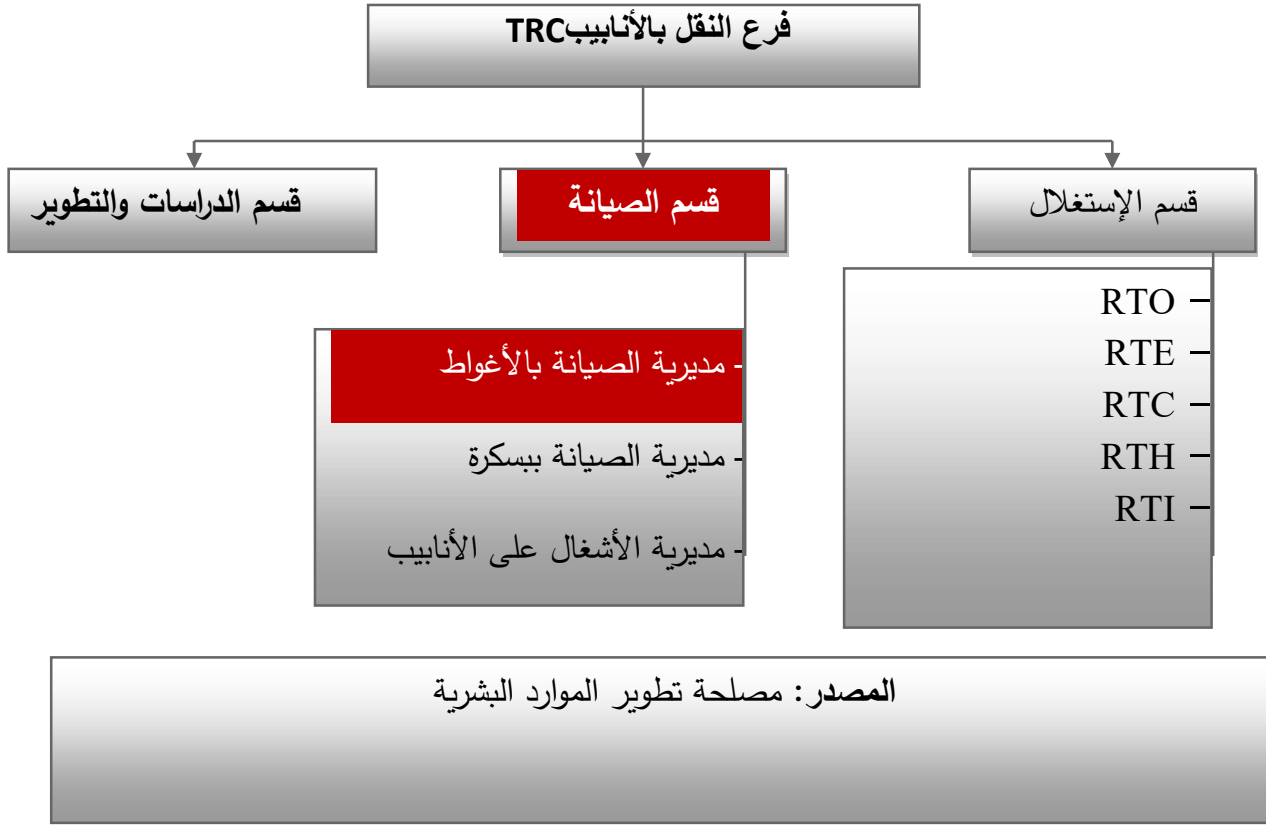 فرع النقل بالأنابيبTRC
قسم الإستغلال
قسم الصيانة
قسم الدراسات والتطوير
RTO –
RTE –
RTC –
RTH –
RTI –
- مديرية الصيانة بالأغواط
- مديرية الصيانة ببسكرة
- مديرية الأشغال على الأنابيب
المصدر: مصلحة تطوير الموارد البشرية